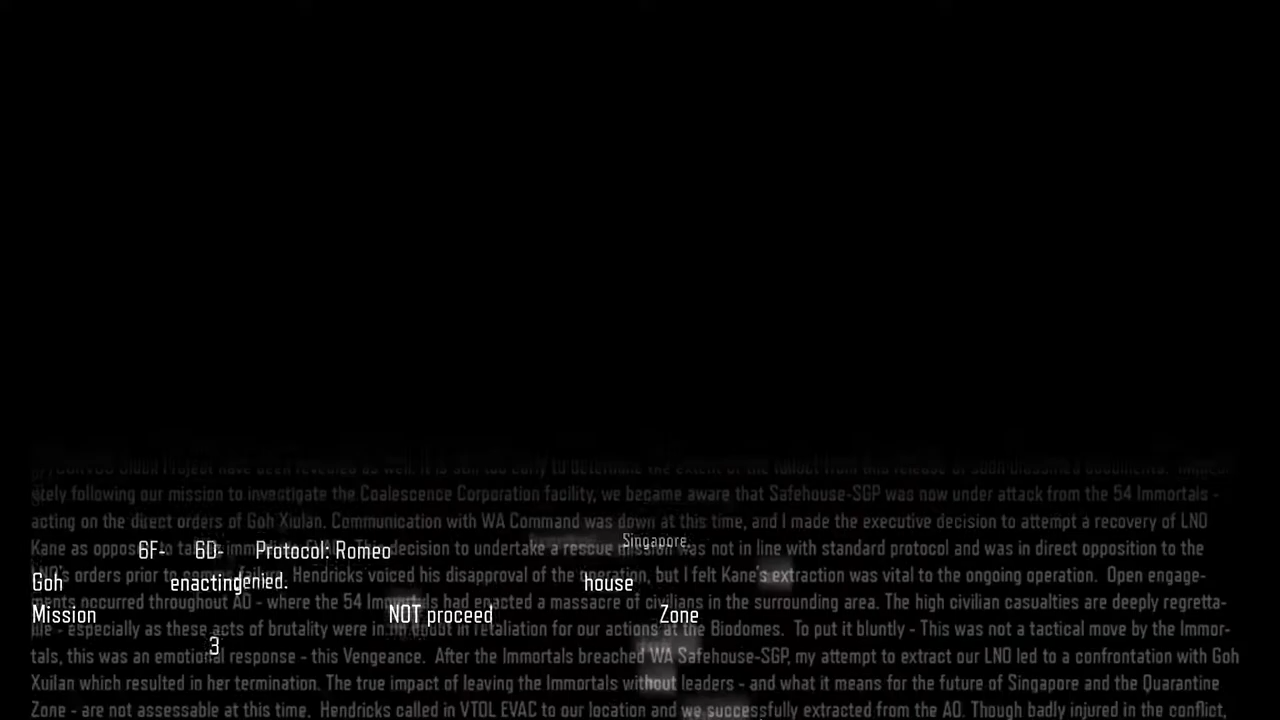 itely following our mission to investigate the Coalescence Corporation facility, we became aware that Safehouse-SGP was now under attack from the 54 Immortals -
acting on the direct orders of Goh Xiulan. Communication with WA Command was down at this time, and I made the executive decision to attempt a recovery of LNO
Singapore.
Kane as This decision to undertake a rescue was not in line with standard protocol and was in direct opposition to the
6F- 6D- Protocol: Romeo
orders prior to failure. Hendricks voiced his disapproval of the operation, but I felt Kane's extraction was vital to the ongoing operation. Open engage-
Goh enacting denied. house
ments occurred throughout AO - where the 54 Immortals had enacted a massacre of civilians in the surrounding area. The high civilian casualties are deeply regretta-
Mission NOT proceed Zone
ble - especially as these acts of brutality were in no doubt in retaliation for our actions at the Biodomes. To put it bluntly - This was not a tactical move by the Immor-
3
tals, this was an emotional response - this Vengeance. After the Immortals breached WA Safehouse-SGP, my attempt to extract our LNO led to a confrontation with Goh
Xuilan which resulted in her termination. The true impact of leaving the Immortals without leaders - and what it means for the future of Singapore and the Quarantine
Zone - are not assessable at this time. Hendricks called in VTOL EVAC to our location and we successfully extracted from the AO. Though badly injured in the conflict,